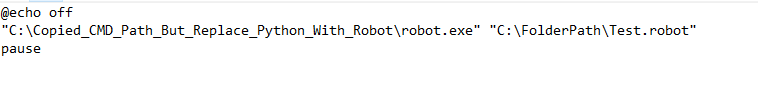 @echo off
"C:\Copied_CMD_Path_But_Replace_Python_With_Robot\robot.exe" "C:\FolderPath\Test.robot"
pause